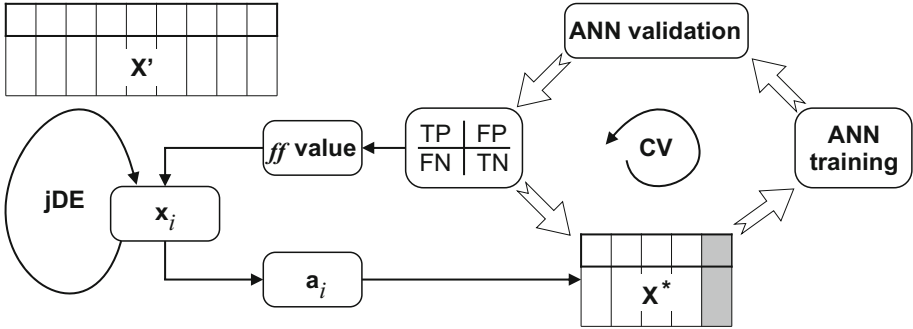 ANN validation
X'
TP FP
FN TN
ff value
CV
ANN
training
jDE
x_i
a_i
X*